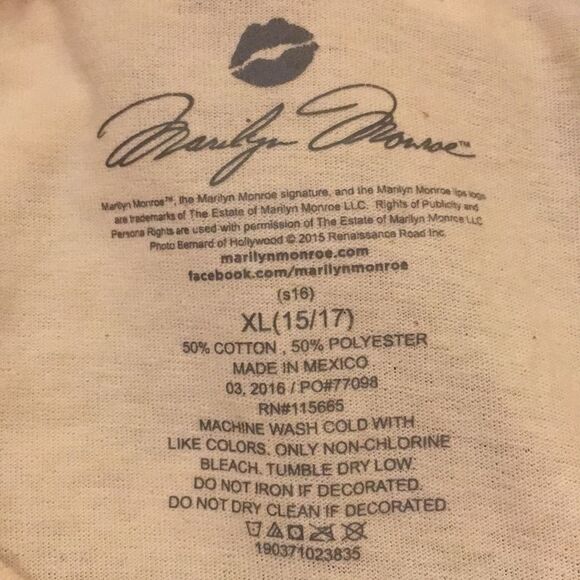 Marilyn Monroe™
Marilyn Monroe™, the Marilyn Monroe signature, and the Marilyn Monroe lips logo
are trademarks of The Estate of Marilyn Monroe LLC. Rights of Publicity and
Persona Rights are used with permission of The Estate of Marilyn Monroe LLC
Photo Bernard of Hollywood © 2015 Renaissance Road Inc.
marilynmonroe.com
facebook.com/marilynmonroe
(s16)
XL(15/17)
50% COTTON , 50% POLYESTER
MADE IN MEXICO
03, 2016 / PO#77098
RN#115665
MACHINE WASH COLD WITH
LIKE COLORS. ONLY NON-CHLORINE
BLEACH. TUMBLE DRY LOW.
DO NOT IRON IF DECORATED.
DO NOT DRY CLEAN IF DECORATED.
190371023835